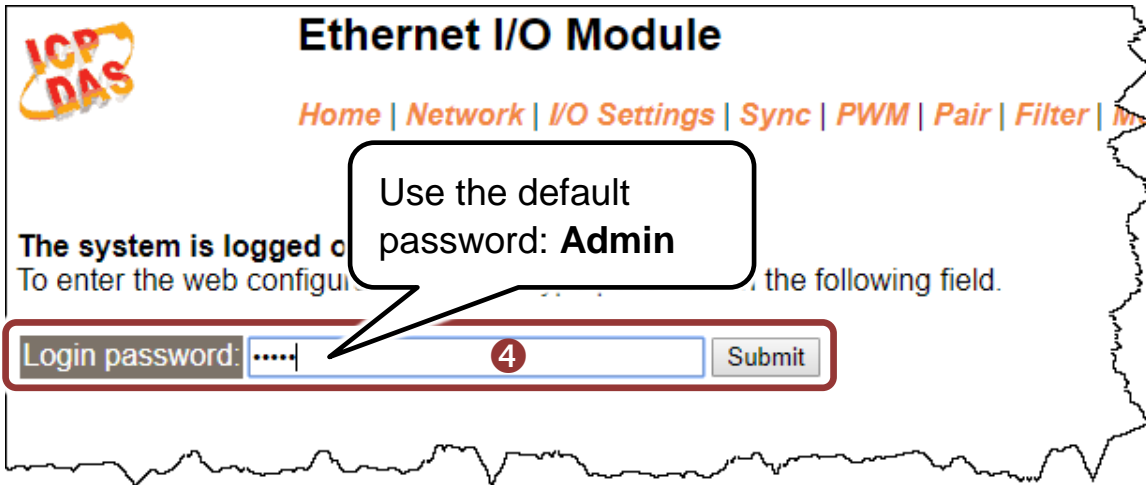 ICP
DAS
Ethernet I/O Module
Home | Network | I/O Settings | Sync | PWM | Pair | Filter |
Use the default
password: Admin
The system is logged
To enter the web the following field.
Login password: ••••• 4 Submit